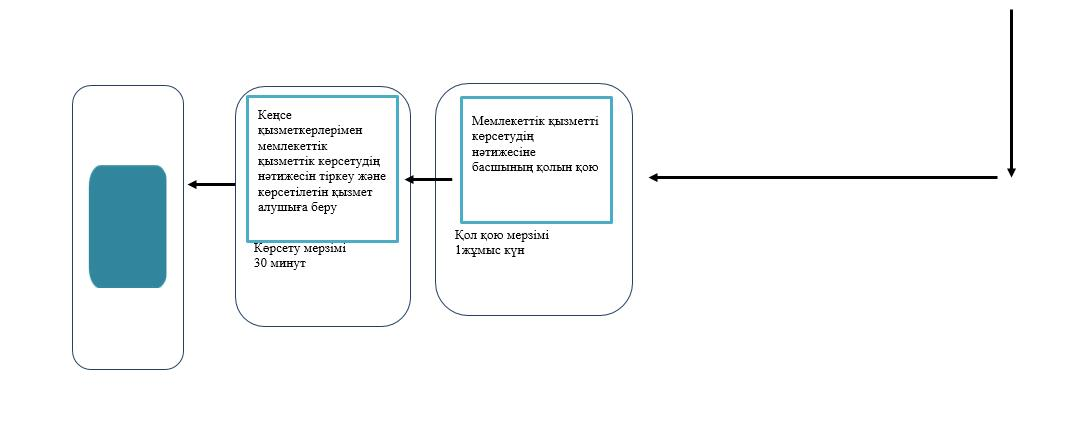 Кеңсе
қызметкерлерімен
мемлекеттік
қызметтік көрсетудің
нәтижесін тіркеу және
көрсетілетін қызмет
алушыға беру
Көрсету мерзімі
30 минут
Мемлекеттік қызметті
көрсетудің
нәтижесіне
басшының қолын қою
Қол қою мерзімі
1жұмыс күн